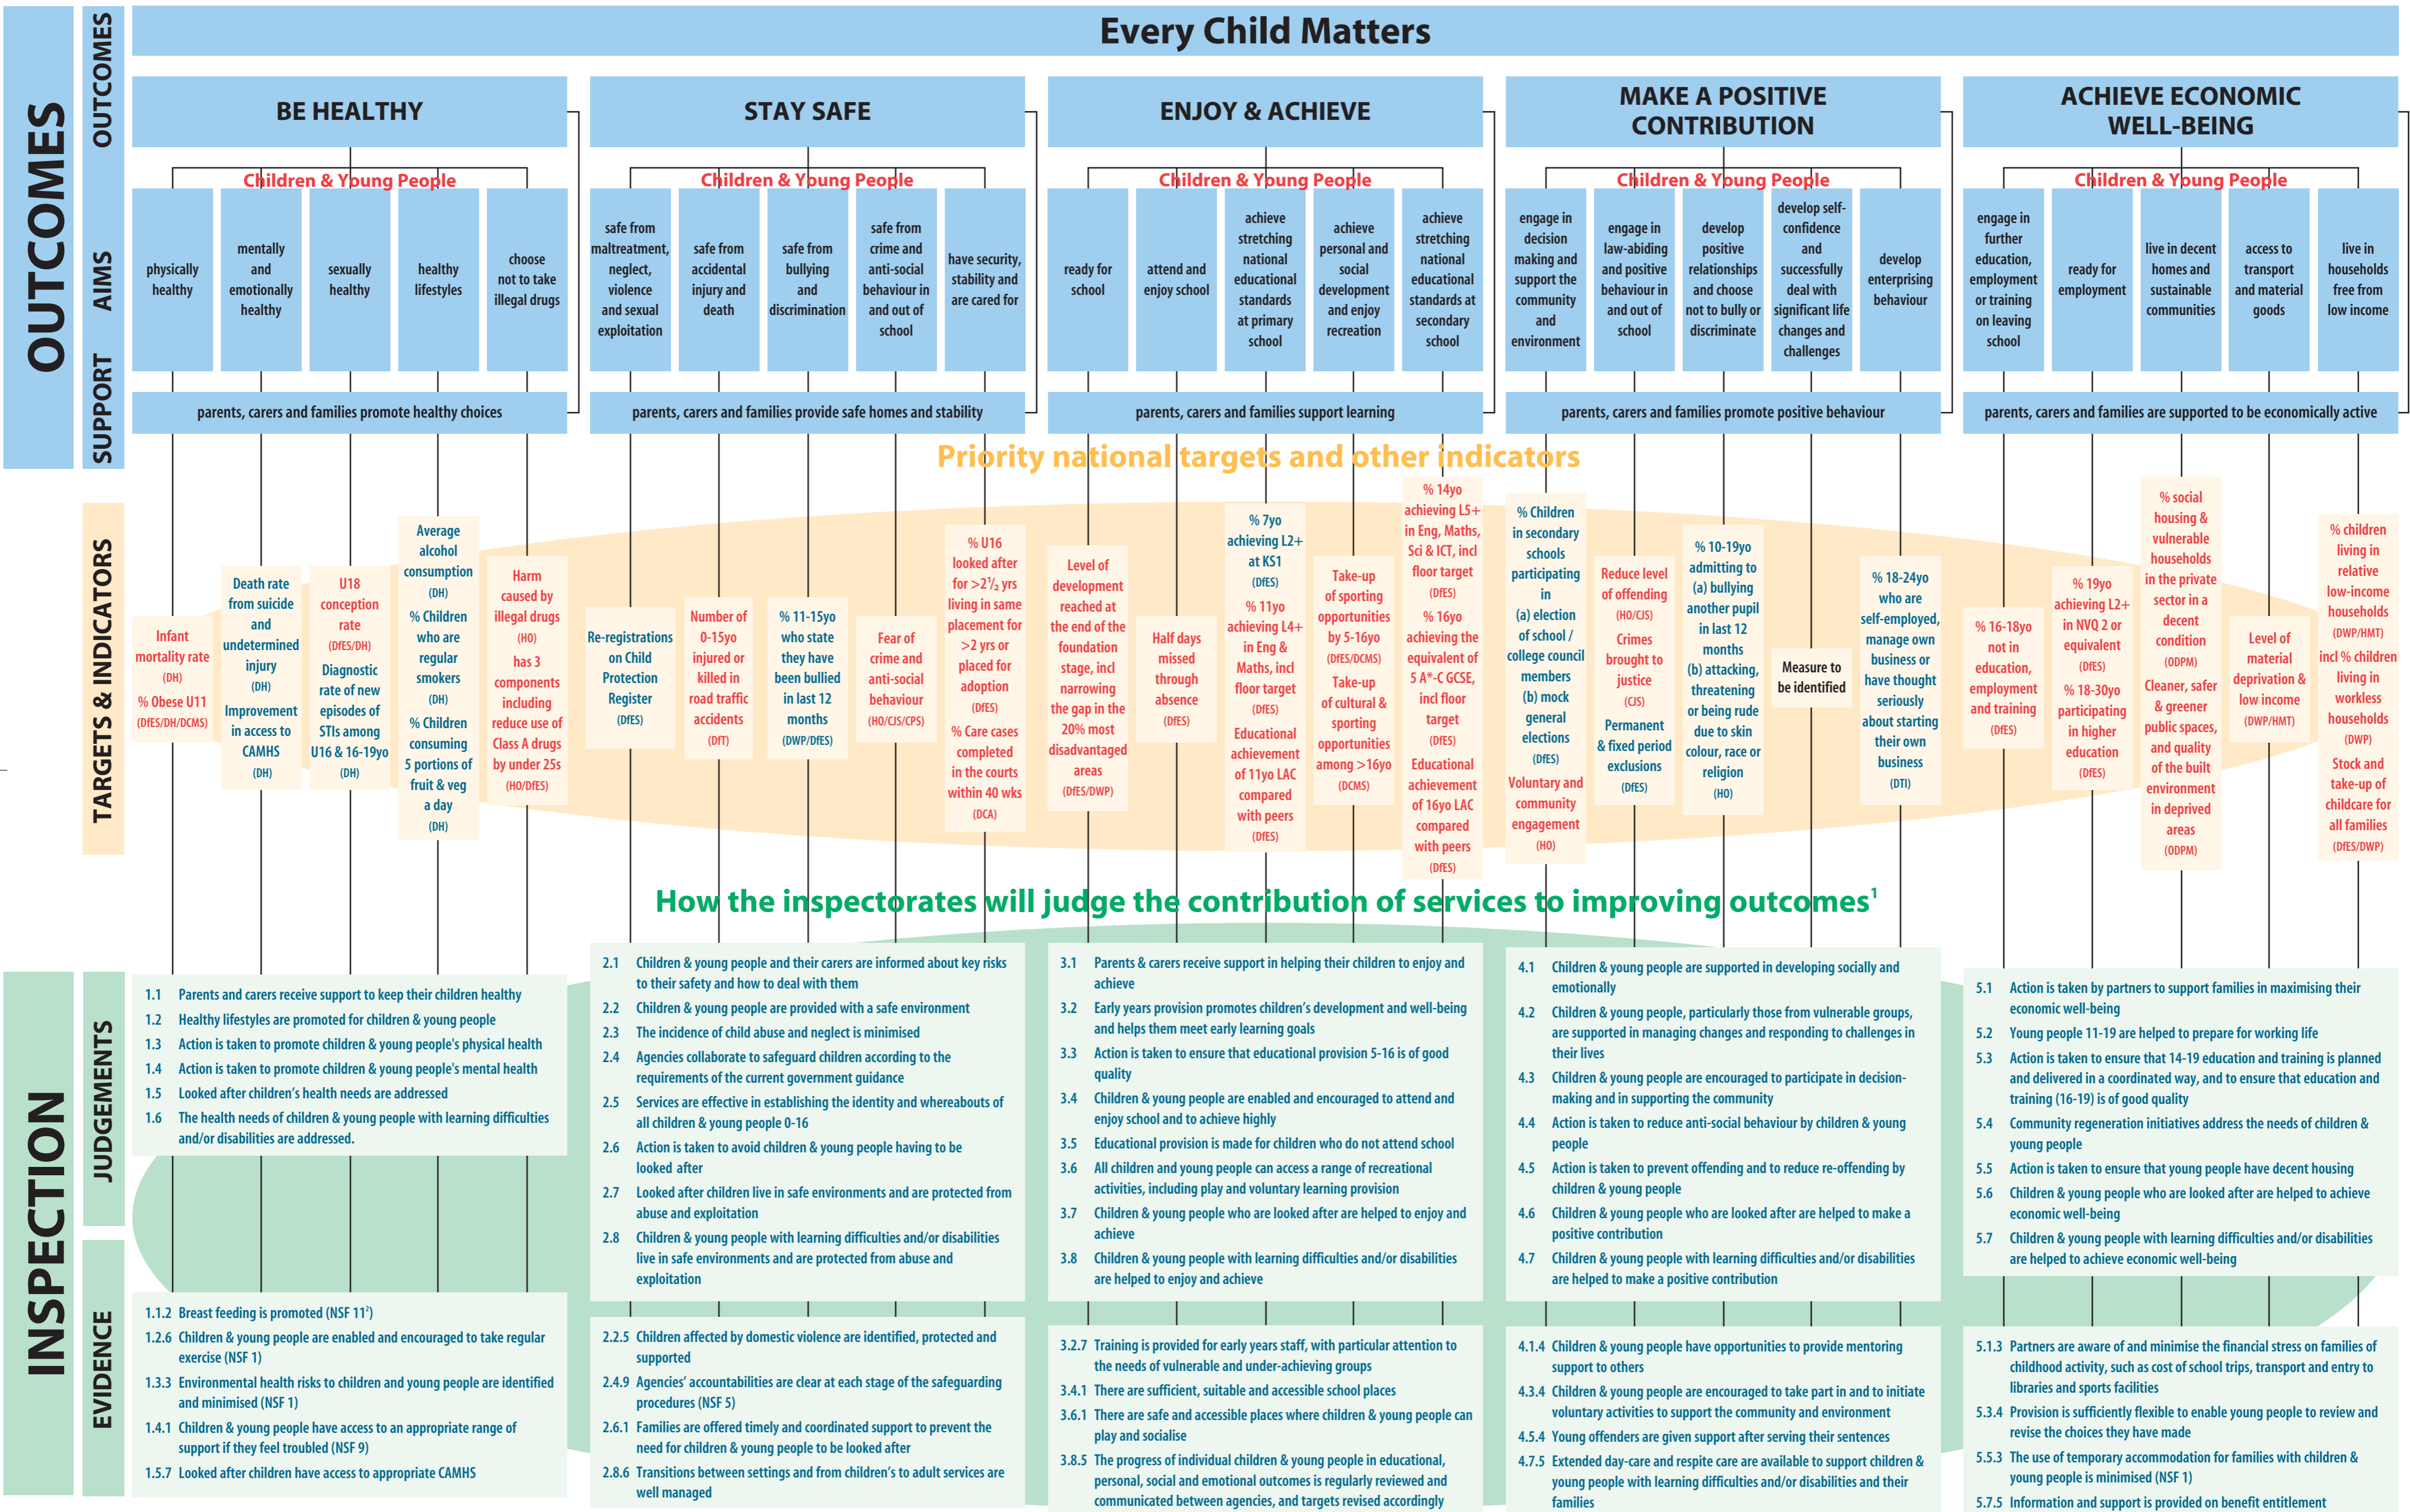 Every Child Matters
OUTCOMES
OUTCOMES
AIMS
SUPPORT
BE HEALTHY
STAY SAFE
ENJOY & ACHIEVE
MAKE A POSITIVE
CONTRIBUTION
ACHIEVE ECONOMIC
WELL-BEING
Children & Young People
Children & Young People
Children & Young People
Children & Young People
Children & Young People
physically
healthy
mentally
and
emotionally
healthy
sexually
healthy
healthy
lifestyles
choose
not to take
illegal drugs
safe from
maltreatment,
neglect,
violence
and sexual
exploitation
safe from
accidental
injury and
death
safe from
bullying
and
discrimination
safe from
crime and
anti-social
behaviour in
and out of
school
have security,
stability and
are cared for
ready for
school
attend and
enjoy school
achieve
stretching
national
educational
standards
at primary
school
achieve
personal and
social
development
and enjoy
recreation
achieve
stretching
national
educational
standards at
secondary
school
engage in
decision
making and
support the
community
and
environment
engage in
law-abiding
and positive
behaviour in
and out of
school
develop
positive
relationships
and choose
not to bully or
discriminate
develop self-
confidence
and
successfully
deal with
significant life
changes and
challenges
develop
enterprising
behaviour
engage in
further
education,
employment
or training
on leaving
school
ready for
employment
live in decent
homes and
sustainable
communities
access to
transport
and material
goods
live in
households
free from
low income
parents, carers and families promote healthy choices
parents, carers and families provide safe homes and stability
parents, carers and families support learning
parents, carers and families promote positive behaviour
parents, carers and families are supported to be economically active
Priority national targets and other indicators
TARGETS & INDICATORS
Infant
mortality rate
(DH)
% Obese U11
(DfES/DH/DCMS)
Death rate
from suicide
and
undetermined
injury
(DH)
Improvement
in access to
CAMHS
(DH)
U18
conception
rate
(DfES/DH)
Diagnostic
rate of new
episodes of
STIs among
U16 & 16-19yo
(DH)
Average
alcohol
consumption
(DH)
% Children
who are
regular
smokers
(DH)
% Children
consuming
5 portions of
fruit & veg
a day
(DH)
Harm
caused by
illegal drugs
(HO)
has 3
components
including
reduce use of
Class A drugs
by under 25s
(HO/DfES)
Re-registrations
on Child
Protection
Register
(DfES)
Number of
0-15yo
injured or
killed in
road traffic
accidents
(DfT)
% 11-15yo
who state
they have
been bullied
in last 12
months
(DWP/DfES)
Fear of
crime and
anti-social
behaviour
(HO/CJS/CPS)
% U16
looked after
for >2½ yrs
living in same
placement for
>2 yrs or
placed for
adoption
(DfES)
% Care cases
completed
in the courts
within 40 wks
(DCA)
Level of
development
reached at
the end of the
foundation
stage, incl
narrowing
the gap in the
20% most
disadvantaged
areas
(DfES/DWP)
Half days
missed
through
absence
(DfES)
% 7yo
achieving L2+
at KS1
(DfES)
% 11yo
achieving L4+
in Eng &
Maths, incl
floor target
(DfES)
Educational
achievement
of 11yo LAC
compared
with peers
(DfES)
Take-up
of sporting
opportunities
by 5-16yo
(DfES/DCMS)
Take-up
of cultural &
sporting
opportunities
among >16yo
(DCMS)
% 14yo
achieving L5+
in Eng, Maths,
Sci & ICT, incl
floor target
(DfES)
% 16yo
achieving the
equivalent of
5 A*-C GCSE,
incl floor
target
(DfES)
Educational
achievement
of 16yo LAC
compared
with peers
(DfES)
% Children
in secondary
schools
participating
in
(a) election
of school /
college council
members
(b) mock
general
elections
(DfES)
Voluntary and
community
engagement
(HO)
Reduce level
of offending
(HO/CJS)
Crimes
brought to
justice
(CJS)
Permanent
& fixed period
exclusions
(DfES)
% 10-19yo
admitting to
(a) bullying
another pupil
in last 12
months
(b) attacking,
threatening
or being rude
due to skin
colour, race or
religion
(HO)
Measure to
be identified
% 18-24yo
who are
self-employed,
manage own
business or
have thought
seriously
about starting
their own
business
(DTI)
% 16-18yo
not in
education,
employment
and training
(DfES)
% 19yo
achieving L2+
in NVQ 2 or
equivalent
(DfES)
% 18-30yo
participating
in higher
education
(DfES)
% social
housing &
vulnerable
households
in the private
sector in a
decent
condition
(ODPM)
Cleaner, safer
& greener
public spaces,
and quality
of the built
environment
in deprived
areas
(ODPM)
Level of
material
deprivation &
low income
(DWP/HMT)
% children
living in
relative
low-income
households
(DWP/HMT)
incl % children
living in
workless
households
(DWP)
Stock and
take-up of
childcare for
all families
(DfES/DWP)
How the inspectorates will judge the contribution of services to improving outcomes¹
INSPECTION
JUDGEMENTS
1.1 Parents and carers receive support to keep their children healthy
1.2 Healthy lifestyles are promoted for children & young people
1.3 Action is taken to promote children & young people's physical health
1.4 Action is taken to promote children & young people's mental health
1.5 Looked after children's health needs are addressed
1.6 The health needs of children & young people with learning difficulties
and/or disabilities are addressed.
2.1 Children & young people and their carers are informed about key risks
to their safety and how to deal with them
2.2 Children & young people are provided with a safe environment
2.3 The incidence of child abuse and neglect is minimised
2.4 Agencies collaborate to safeguard children according to the
requirements of the current government guidance
2.5 Services are effective in establishing the identity and whereabouts of
all children & young people 0-16
2.6 Action is taken to avoid children & young people having to be
looked after
2.7 Looked after children live in safe environments and are protected from
abuse and exploitation
2.8 Children & young people with learning difficulties and/or disabilities
live in safe environments and are protected from abuse and
exploitation
3.1 Parents & carers receive support in helping their children to enjoy and
achieve
3.2 Early years provision promotes children's development and well-being
and helps them meet early learning goals
3.3 Action is taken to ensure that educational provision 5-16 is of good
quality
3.4 Children & young people are enabled and encouraged to attend and
enjoy school and to achieve highly
3.5 Educational provision is made for children who do not attend school
3.6 All children and young people can access a range of recreational
activities, including play and voluntary learning provision
3.7 Children & young people who are looked after are helped to enjoy and
achieve
3.8 Children & young people with learning difficulties and/or disabilities
are helped to enjoy and achieve
4.1 Children & young people are supported in developing socially and
emotionally
4.2 Children & young people, particularly those from vulnerable groups,
are supported in managing changes and responding to challenges in
their lives
4.3 Children & young people are encouraged to participate in decision-
making and in supporting the community
4.4 Action is taken to reduce anti-social behaviour by children & young
people
4.5 Action is taken to prevent offending and to reduce re-offending by
children & young people
4.6 Children & young people who are looked after are helped to make a
positive contribution
4.7 Children & young people with learning difficulties and/or disabilities
are helped to make a positive contribution
5.1 Action is taken by partners to support families in maximising their
economic well-being
5.2 Young people 11-19 are helped to prepare for working life
5.3 Action is taken to ensure that 14-19 education and training is planned
and delivered in a coordinated way, and to ensure that education and
training (16-19) is of good quality
5.4 Community regeneration initiatives address the needs of children &
young people
5.5 Action is taken to ensure that young people have decent housing
5.6 Children & young people who are looked after are helped to achieve
economic well-being
5.7 Children & young people with learning difficulties and/or disabilities
are helped to achieve economic well-being
EVIDENCE
1.1.2 Breast feeding is promoted (NSF 11²)
1.2.6 Children & young people are enabled and encouraged to take regular
exercise (NSF 1)
1.3.3 Environmental health risks to children and young people are identified
and minimised (NSF 1)
1.4.1 Children & young people have access to an appropriate range of
support if they feel troubled (NSF 9)
1.5.7 Looked after children have access to appropriate CAMHS
2.2.5 Children affected by domestic violence are identified, protected and
supported
2.4.9 Agencies' accountabilities are clear at each stage of the safeguarding
procedures (NSF 5)
2.6.1 Families are offered timely and coordinated support to prevent the
need for children & young people to be looked after
2.8.6 Transitions between settings and from children's to adult services are
well managed
3.2.7 Training is provided for early years staff, with particular attention to
the needs of vulnerable and under-achieving groups
3.4.1 There are sufficient, suitable and accessible school places
3.6.1 There are safe and accessible places where children & young people can
play and socialise
3.8.5 The progress of individual children & young people in educational,
personal, social and emotional outcomes is regularly reviewed and
communicated between agencies, and targets revised accordingly
4.1.4 Children & young people have opportunities to provide mentoring
support to others
4.3.4 Children & young people are encouraged to take part in and to initiate
voluntary activities to support the community and environment
4.5.4 Young offenders are given support after serving their sentences
4.7.5 Extended day-care and respite care are available to support children &
young people with learning difficulties and/or disabilities and their
families
5.1.3 Partners are aware of and minimise the financial stress on families of
childhood activity, such as cost of school trips, transport and entry to
libraries and sports facilities
5.3.4 Provision is sufficiently flexible to enable young people to review and
revise the choices they have made
5.5.3 The use of temporary accommodation for families with children &
young people is minimised (NSF 1)
5.7.5 Information and support is provided on benefit entitlement